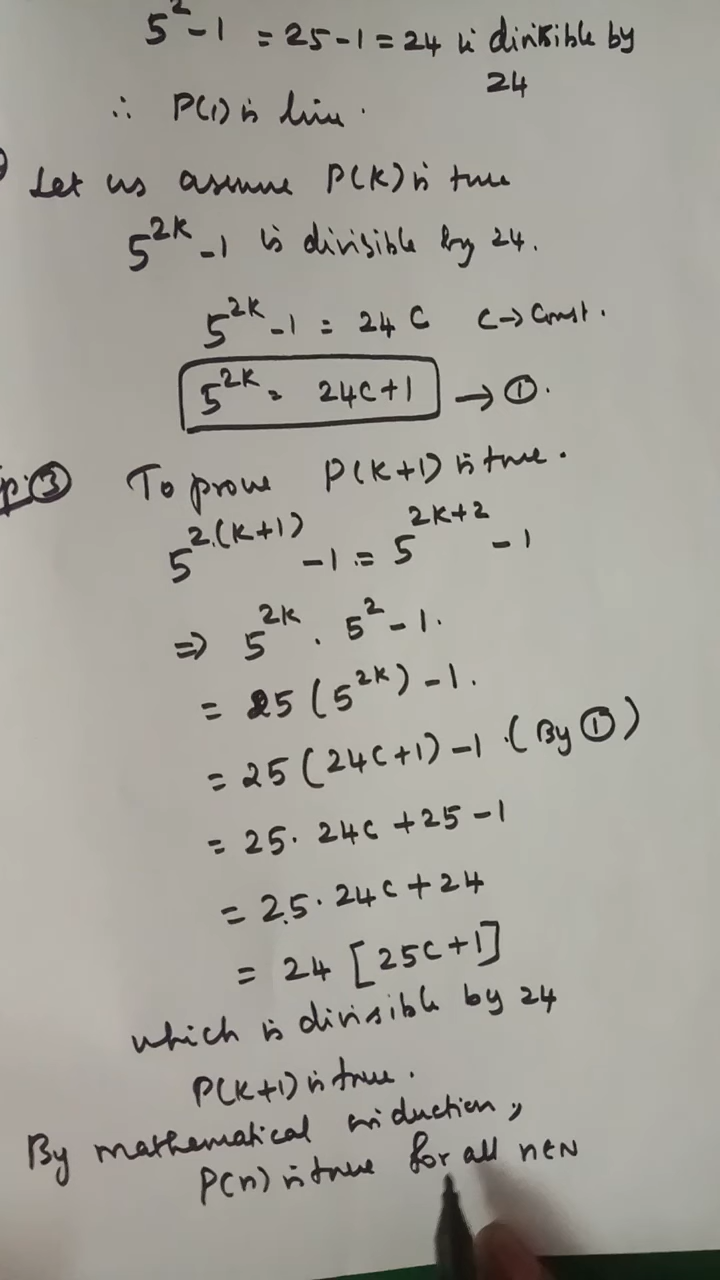 5² - 1 = 25 - 1 = 24 is divisible by
24
∴ P(1) is true.
Let us assume P(K) is true
5^{2K} - 1 is divisible by 24.
5^{2K} - 1 = 24 C C → Const.
5^{2K} = 24C + 1 → ①.
p:③ To prove P(K+1) is true.
5^{2.(K+1)} - 1 = 5^{2K+2} - 1
⇒ 5^{2K} . 5² - 1.
= 25 (5^{2K}) - 1.
= 25 (24C + 1) - 1 . (By ①)
= 25. 24C + 25 - 1
= 25. 24C + 24
= 24 [25C + 1]
which is divisible by 24
P(K+1) is true.
By mathematical induction,
P(n) is true for all n∈N